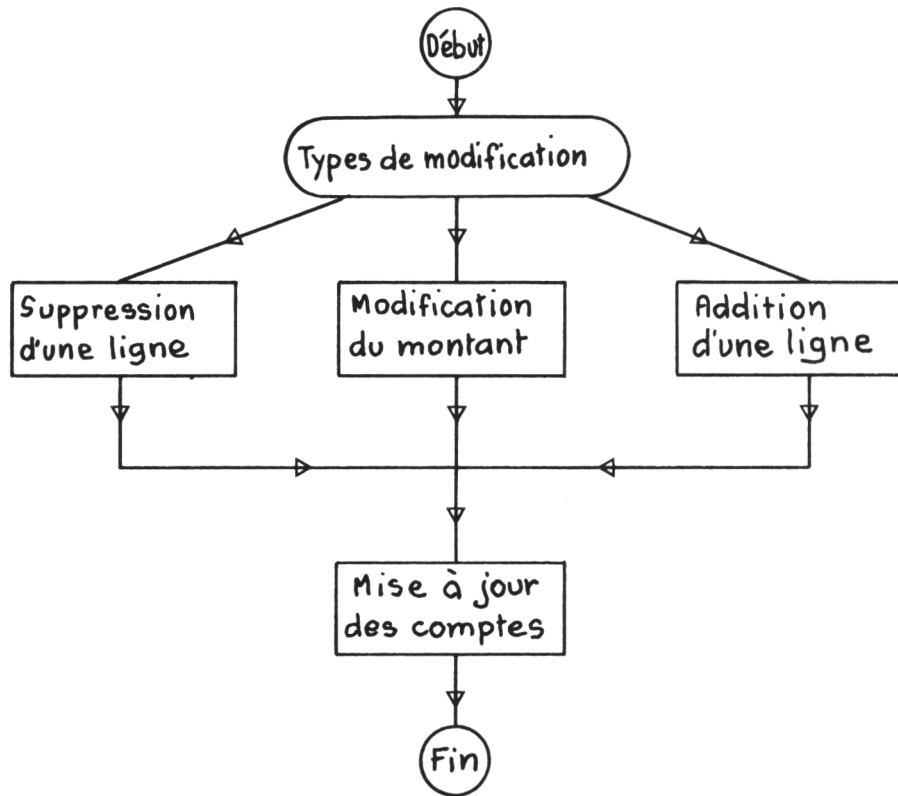 Début
Types de modification
Suppression
d'une ligne
Modification
du montant
Addition
d'une ligne
Mise à jour
des comptes
Fin